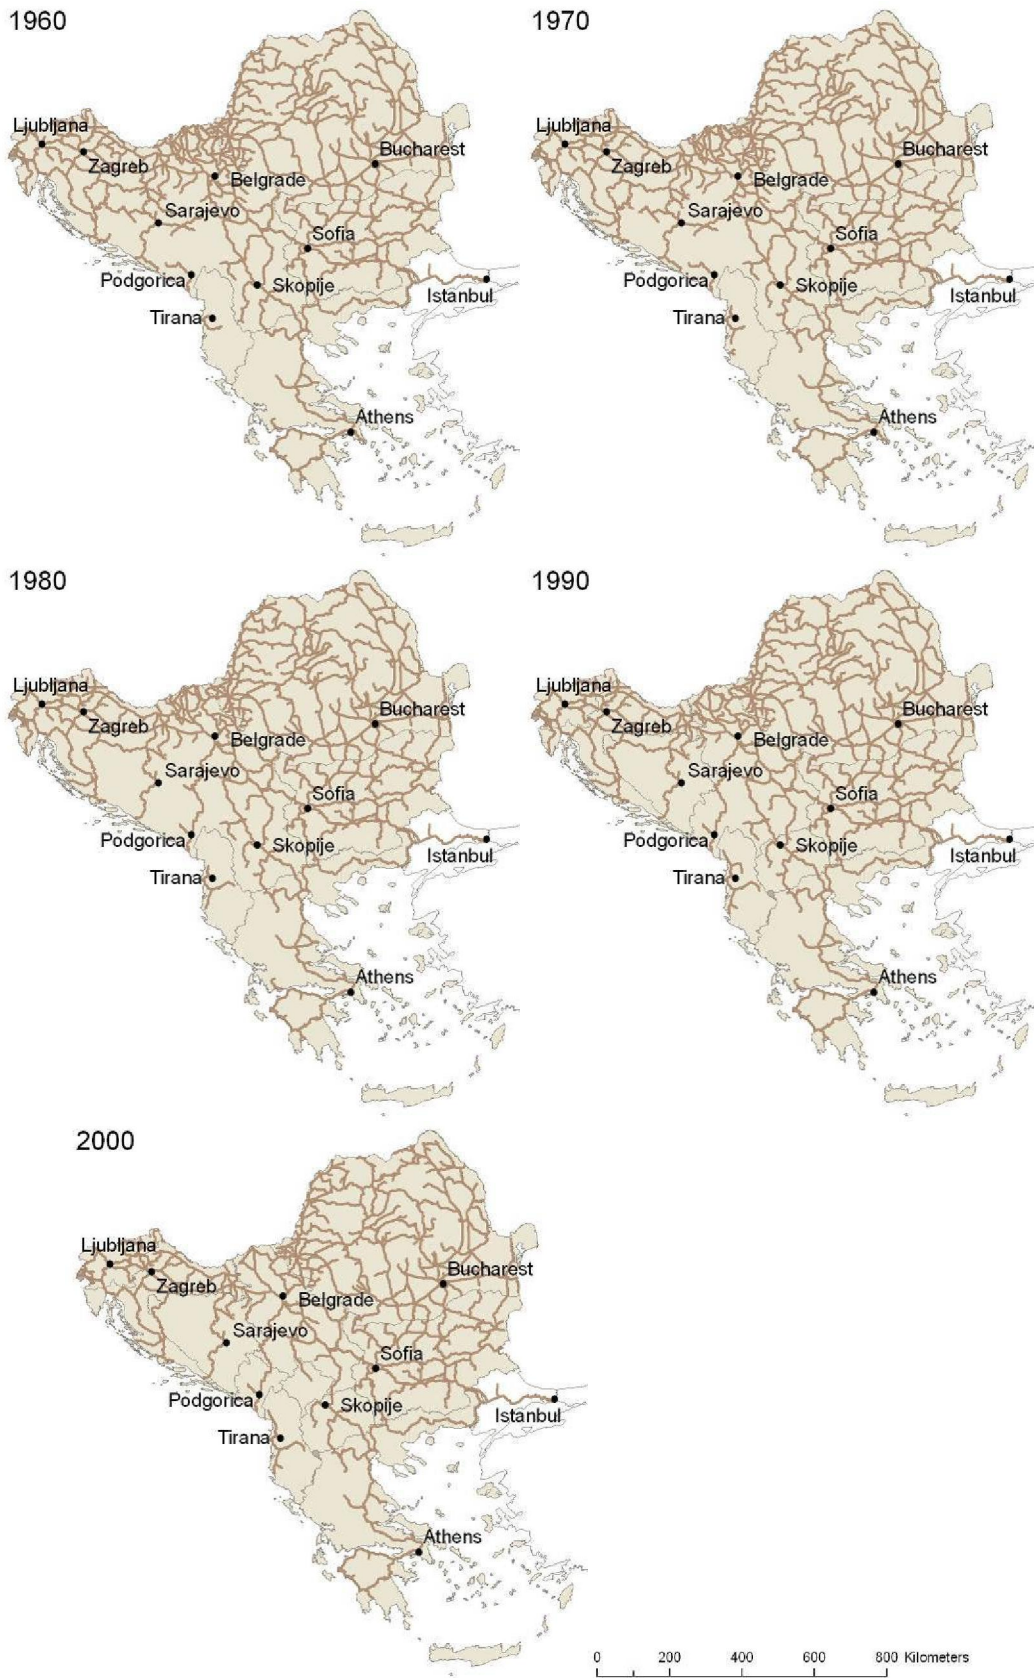 1960
1970
Ljubljana
Zagreb
Belgrade
Bucharest
Sarajevo
Sofia
Podgorica
Skopije
Istanbul
Tirana
Athens
Ljubljana
Zagreb
Belgrade
Bucharest
Sarajevo
Sofia
Podgorica
Skopije
Istanbul
Tirana
Athens
1980
1990
Ljubljana
Zagreb
Belgrade
Bucharest
Sarajevo
Sofia
Podgorica
Skopije
Istanbul
Tirana
Athens
Ljubljana
Zagreb
Belgrade
Bucharest
Sarajevo
Sofia
Podgorica
Skopije
Istanbul
Tirana
Athens
2000
Ljubljana
Zagreb
Belgrade
Bucharest
Sarajevo
Sofia
Podgorica
Skopije
Istanbul
Tirana
Athens
0 200 400 600 800 Kilometers